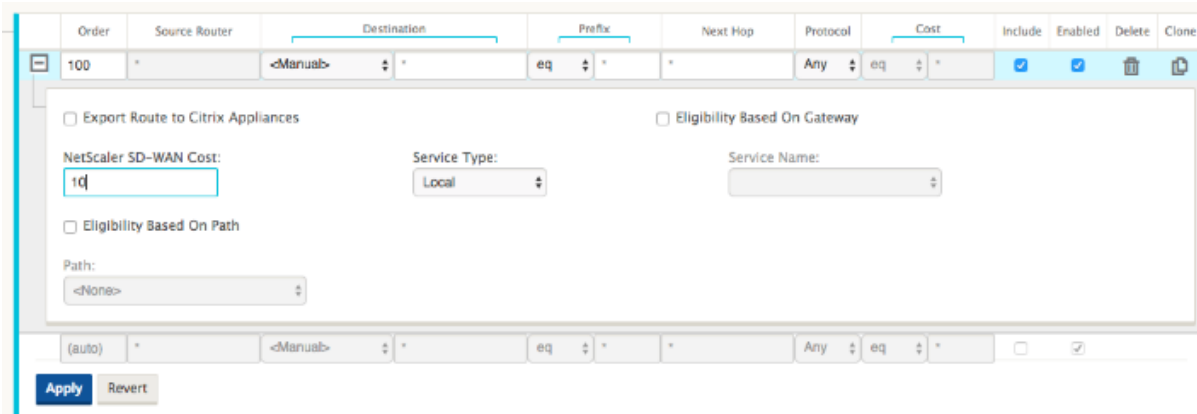 Order Source Router Destination Prefix Next Hop Protocol Cost Include Enabled Delete Clone
100 * <Manual> * eq * * Any eq *
Export Route to Citrix Appliances Eligibility Based On Gateway
NetScaler SD-WAN Cost: Service Type: Service Name:
10 Local
Eligibility Based On Path
Path:
<None>
(auto) * <Manual> * eq * * Any eq *
Apply Revert